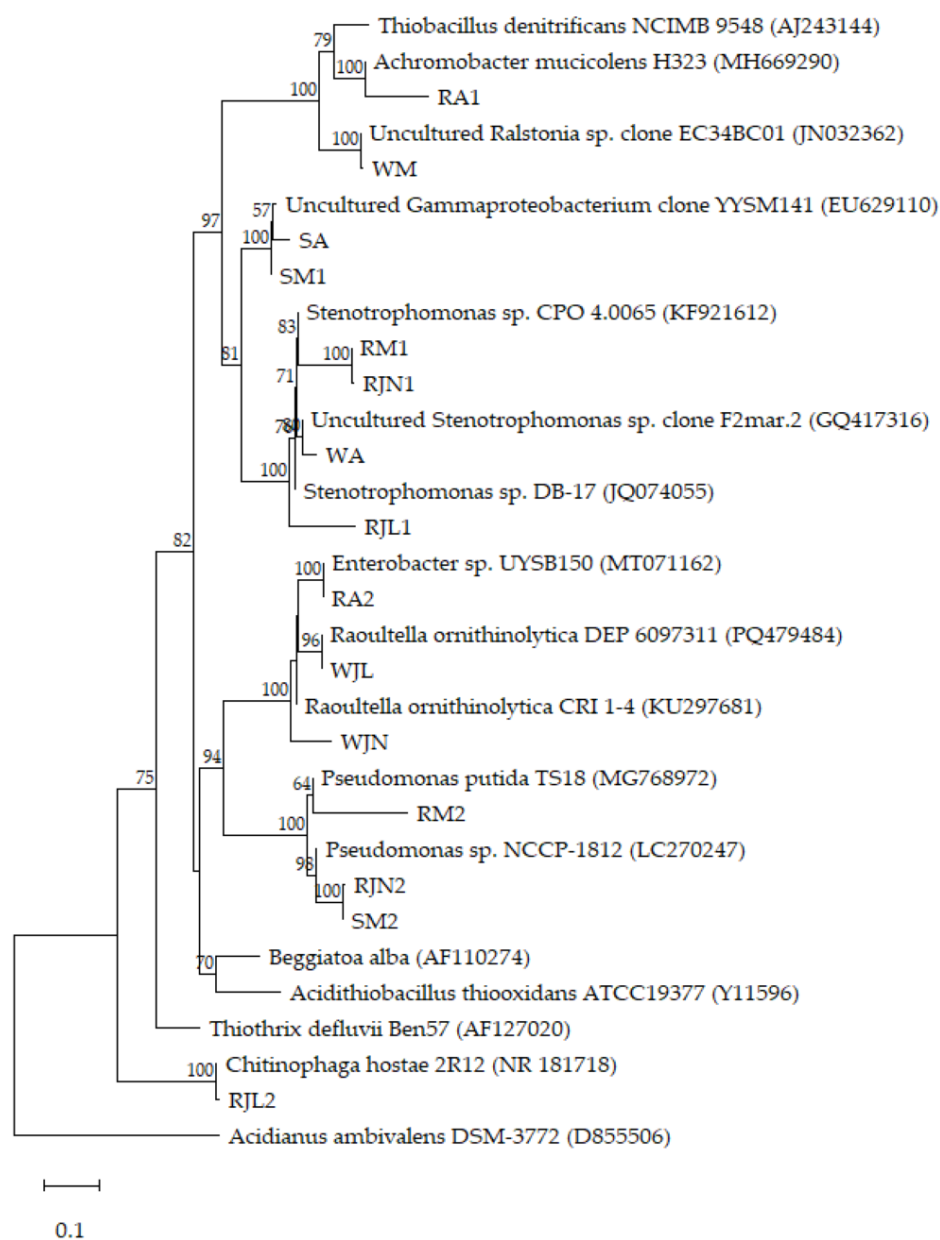 Thiobacillus denitrificans NCIMB 9548 (AJ243144)
79
100
Achromobacter mucicolens H323 (MH669290)
RA1
100
100
Uncultured Ralstonia sp. clone EC34BC01 (JN032362)
WM
57
Uncultured Gammaproteobacterium clone YYSM141 (EU629110)
97
100
SA
SM1
83
Stenotrophomonas sp. CPO 4.0065 (KF921612)
81
100
RM1
71
RJN1
Uncultured Stenotrophomonas sp. clone F2mar.2 (GQ417316)
WA
100
Stenotrophomonas sp. DB-17 (JQ074055)
RJL1
82
100
Enterobacter sp. UYSB150 (MT071162)
RA2
96
Raoultella ornithinolytica DEP 6097311 (PQ479484)
WJL
100
Raoultella ornithinolytica CRI 1-4 (KU297681)
WJN
94
75
64
Pseudomonas putida TS18 (MG768972)
RM2
100
Pseudomonas sp. NCCP-1812 (LC270247)
98
100
RJN2
SM2
70
Beggiatoa alba (AF110274)
Acidithiobacillus thiooxidans ATCC19377 (Y11596)
Thiothrix defluvii Ben57 (AF127020)
100
Chitinophaga hostae 2R12 (NR 181718)
RJL2
Acidianus ambivalens DSM-3772 (D855506)
0.1